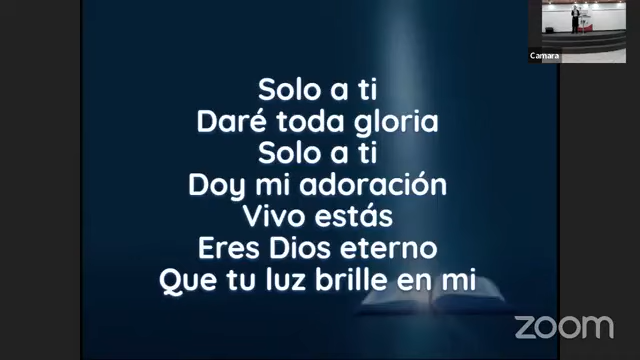 Camara
Solo a ti
Daré toda gloria
Solo a ti
Doy mi adoración
Vivo estás
Eres Dios eterno
Que tu luz brille en mi
zoom